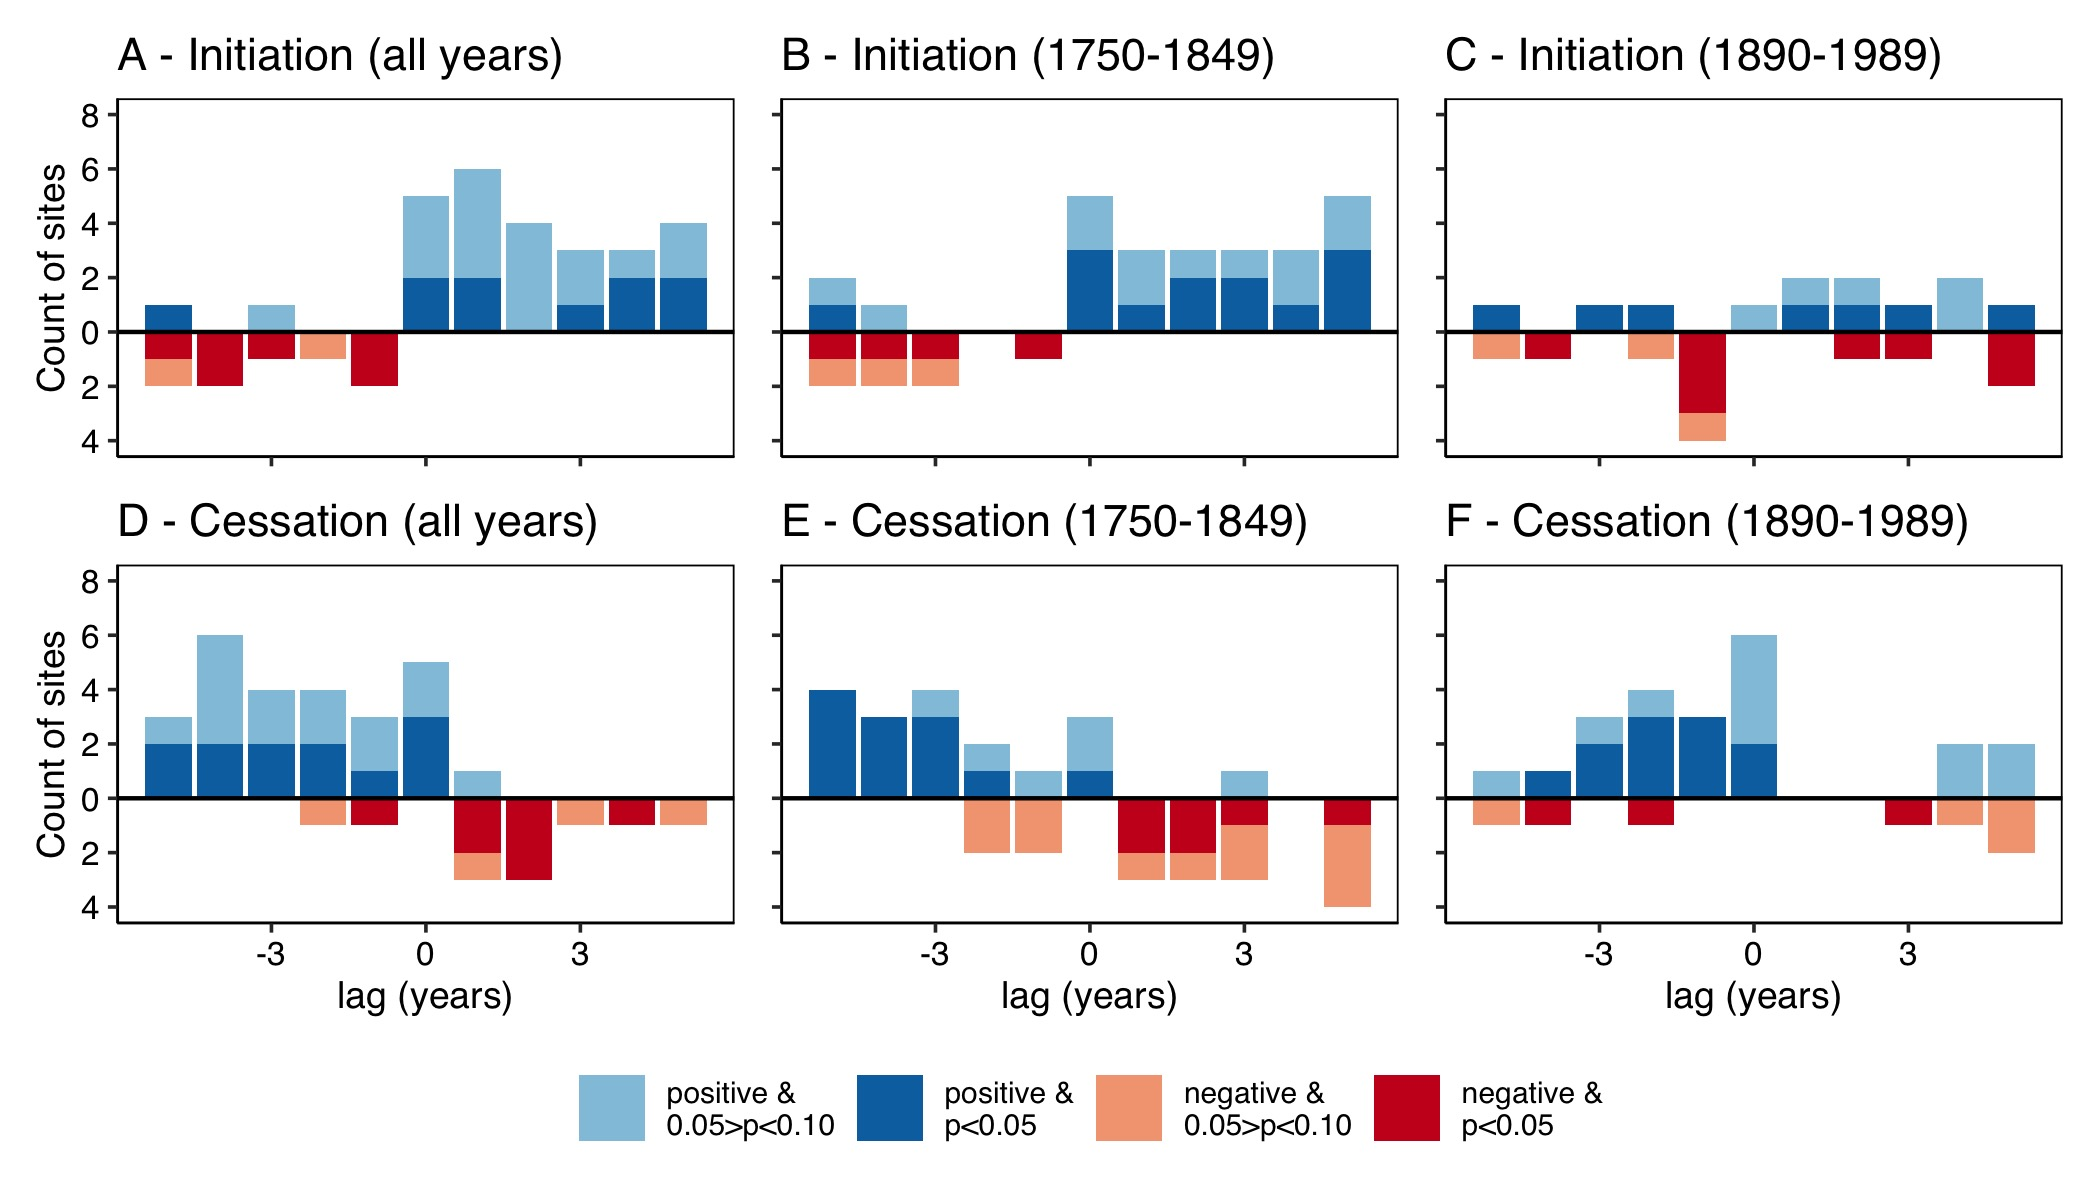 A - Initiation (all years)
B - Initiation (1750-1849)
C - Initiation (1890-1989)
Count of sites
8
6
4
2
0
2
4
D - Cessation (all years)
E - Cessation (1750-1849)
F - Cessation (1890-1989)
Count of sites
8
6
4
2
0
2
4
-3 0 3
-3 0 3
-3 0 3
lag (years)
lag (years)
lag (years)
positive &
0.05>p<0.10
positive &
p<0.05
negative &
0.05>p<0.10
negative &
p<0.05